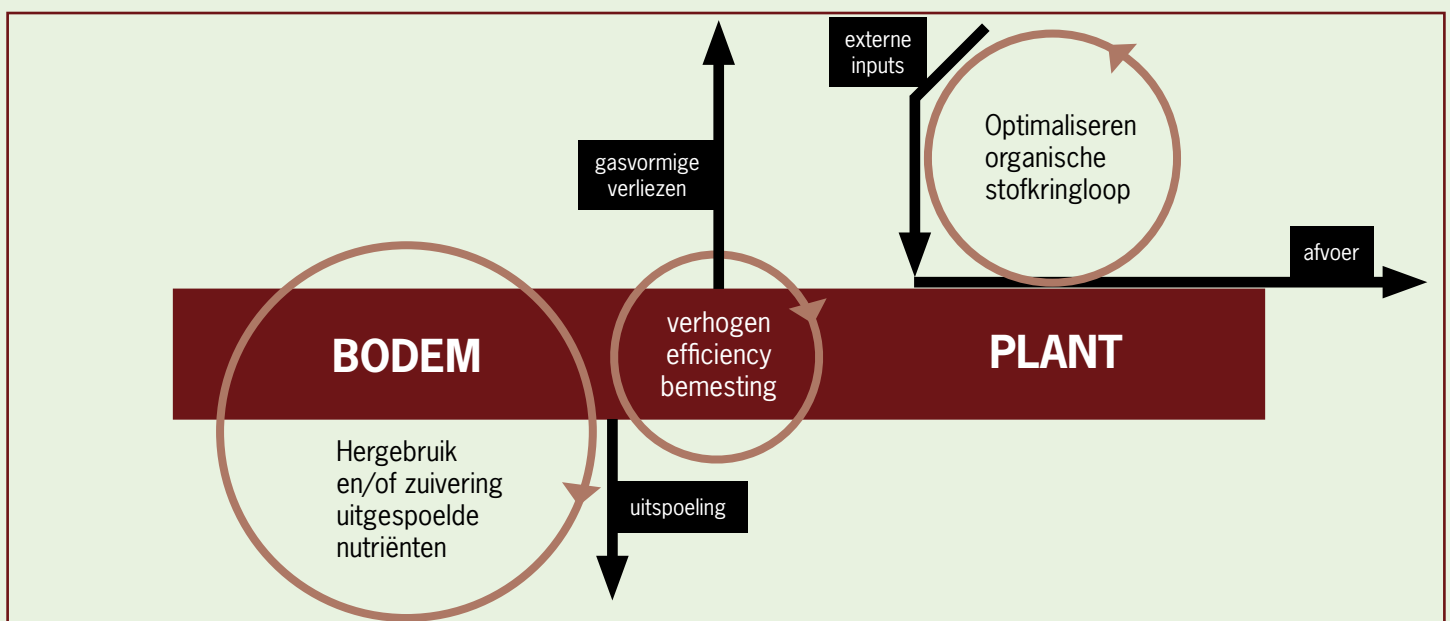 externe
inputs
Optimaliseren
organische
stofkringloop
gasvormige
verliezen
afvoer
BODEM
verhogen
efficiency
bemesting
PLANT
Hergebruik
en/of zuivering
uitgespoelde
nutriënten
uitspoeling